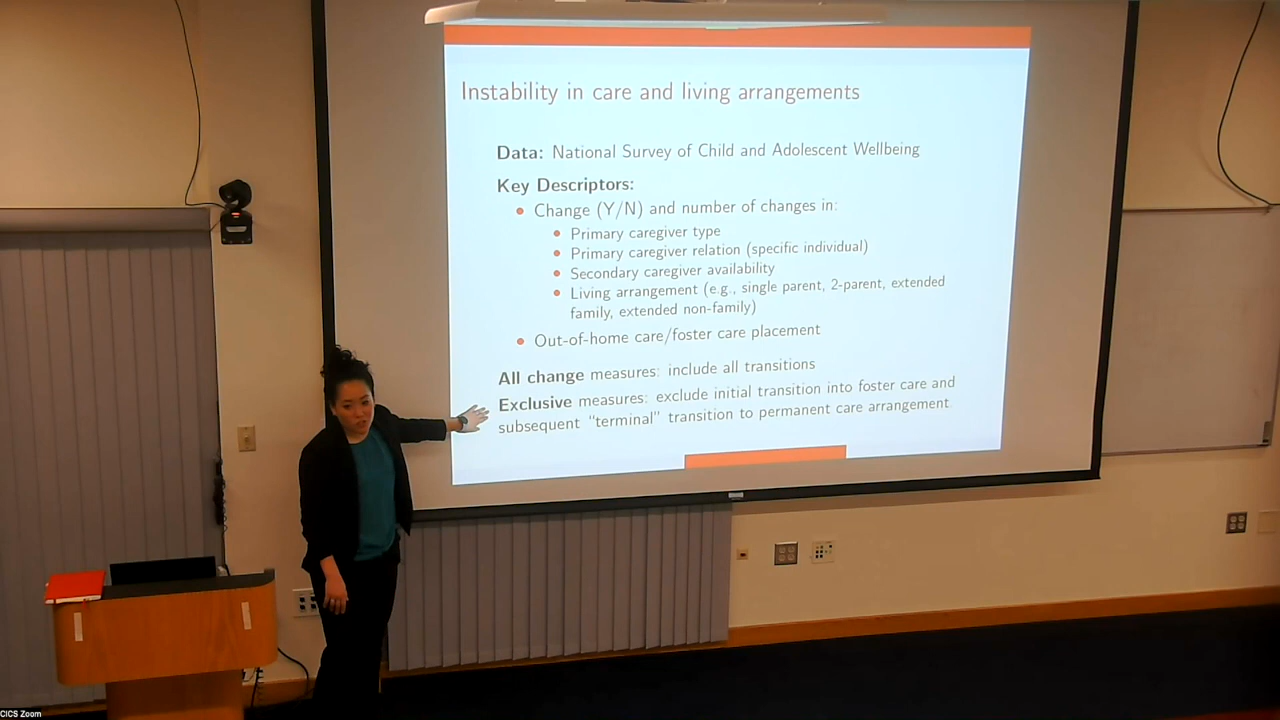 Instability in care and living arrangements
Data: National Survey of Child and Adolescent Wellbeing
Key Descriptors:
• Change (Y/N) and number of changes in:
• Primary caregiver type
• Primary caregiver relation (specific individual)
• Secondary caregiver availability
• Living arrangement (e.g., single parent, 2-parent, extended
family, extended non-family)
• Out-of-home care/foster care placement
All change measures: include all transitions
Exclusive measures: exclude initial transition into foster care and
subsequent "terminal" transition to permanent care arrangement
CICS Zoom